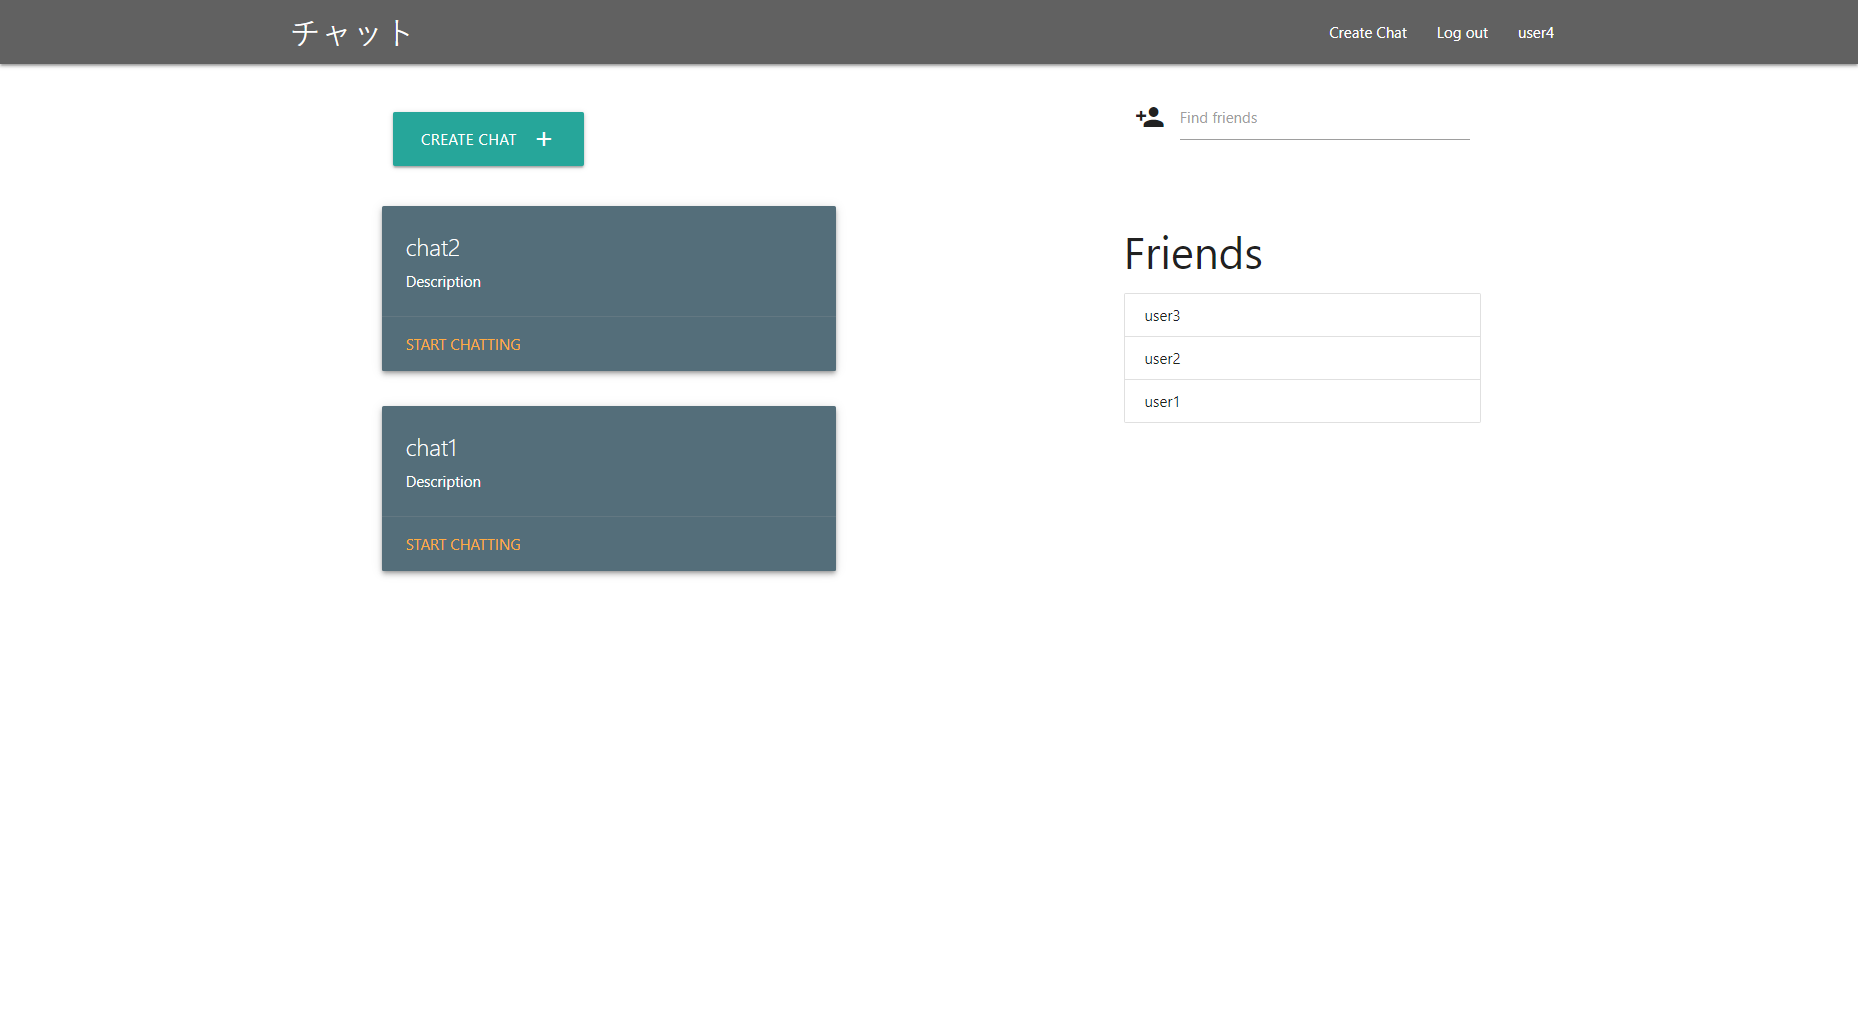 チャット
Create Chat
Log out
user4
CREATE CHAT
chat2
Description
START CHATTING
chat1
Description
START CHATTING
Find friends
Friends
user3
user2
user1